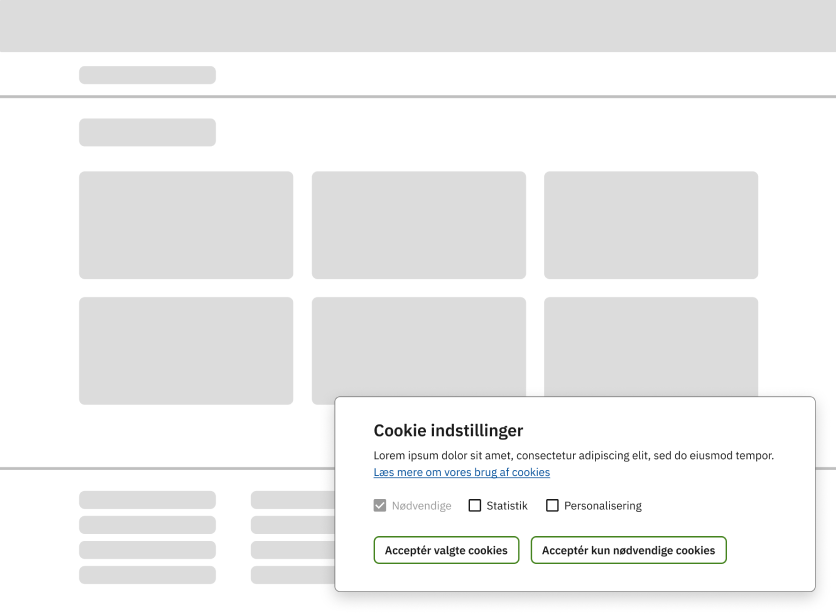 Cookie indstillinger
Lorem ipsum dolor sit amet, consectetur adipiscing elit, sed do eiusmod tempor.
Læs mere om vores brug af cookies
Nødvendige Statistik Personalisering
Acceptér valgte cookies Acceptér kun nødvendige cookies